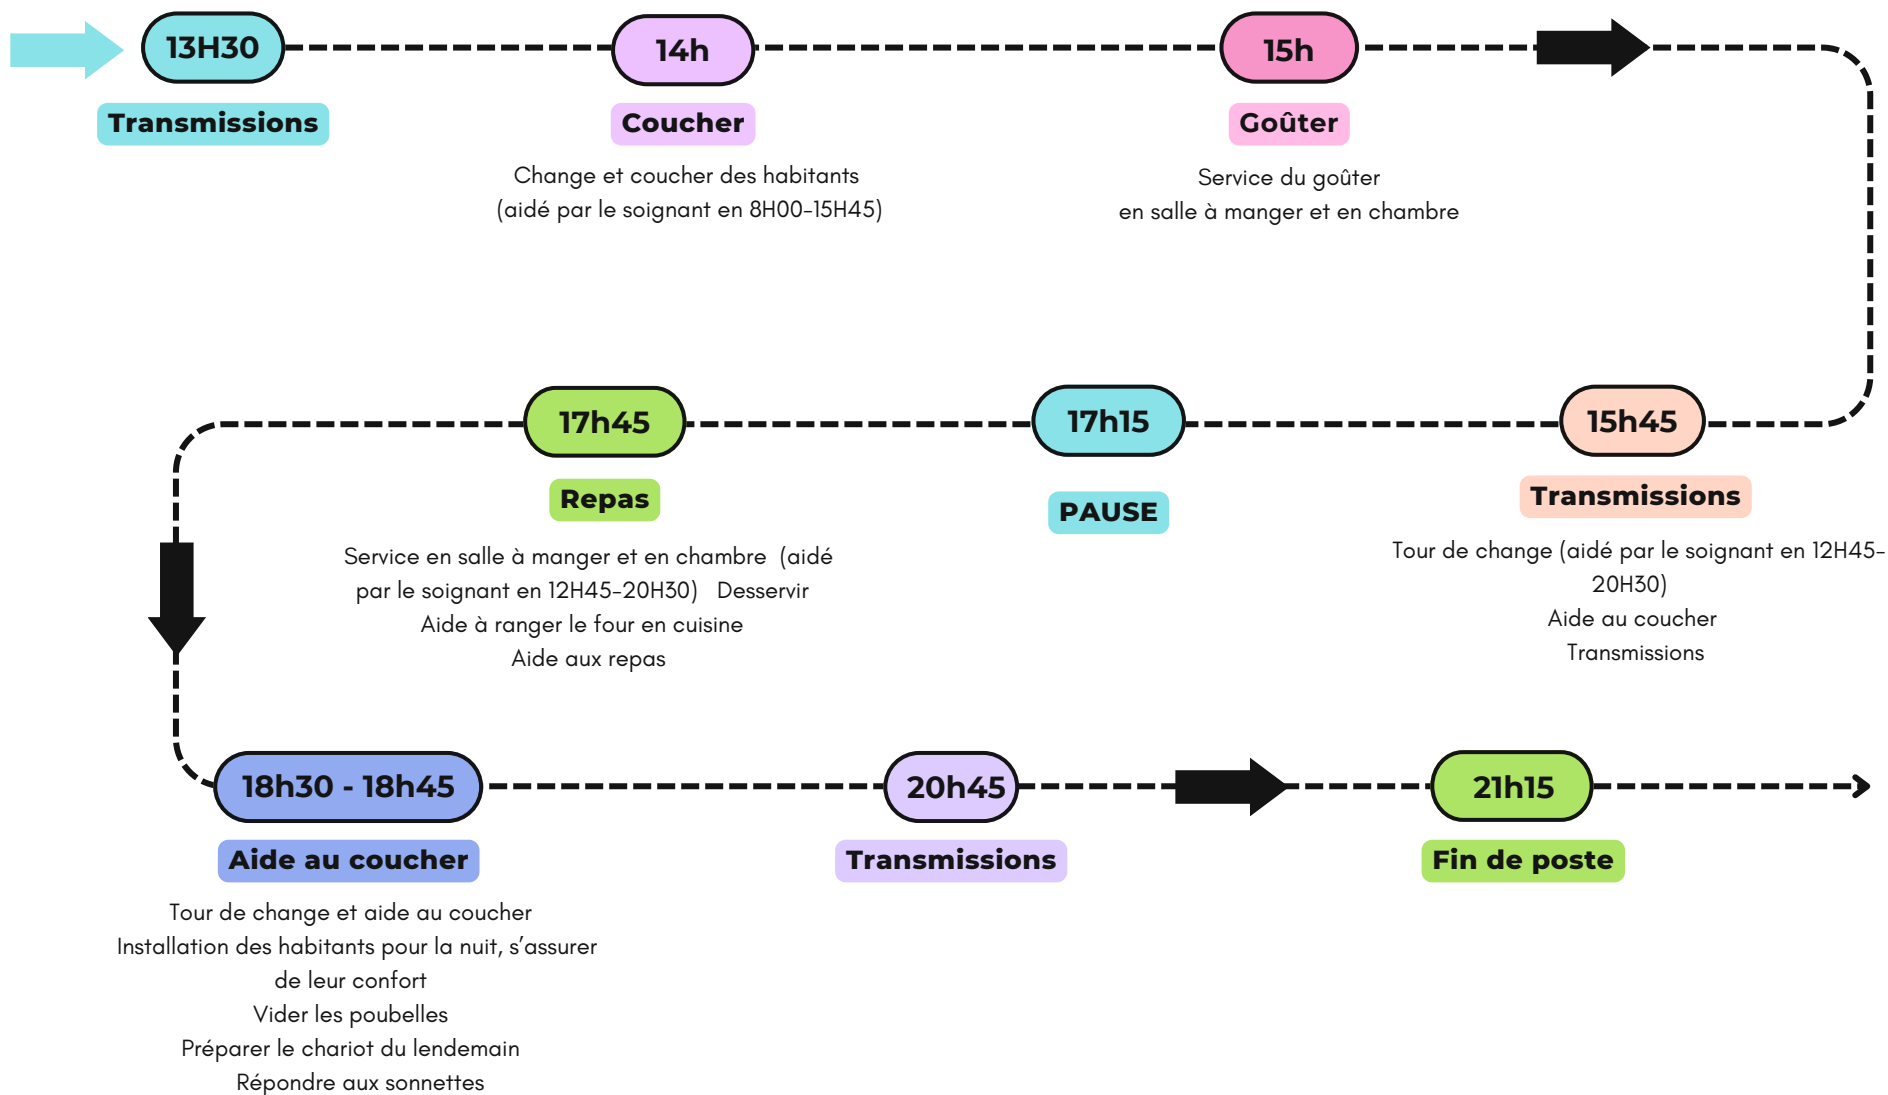 13H30
Transmissions
14h
Coucher
Change et coucher des habitants
(aidé par le soignant en 8H00-15H45)
15h
Goûter
Service du goûter
en salle à manger et en chambre
15h45
Transmissions
Tour de change (aidé par le soignant en 12H45-
20H30)
Aide au coucher
Transmissions
17h15
PAUSE
17h45
Repas
Service en salle à manger et en chambre (aidé
par le soignant en 12H45-20H30) Desservir
Aide à ranger le four en cuisine
Aide aux repas
18h30 - 18h45
Aide au coucher
Tour de change et aide au coucher
Installation des habitants pour la nuit, s’assurer
de leur confort
Vider les poubelles
Préparer le chariot du lendemain
Répondre aux sonnettes
20h45
Transmissions
21h15
Fin de poste